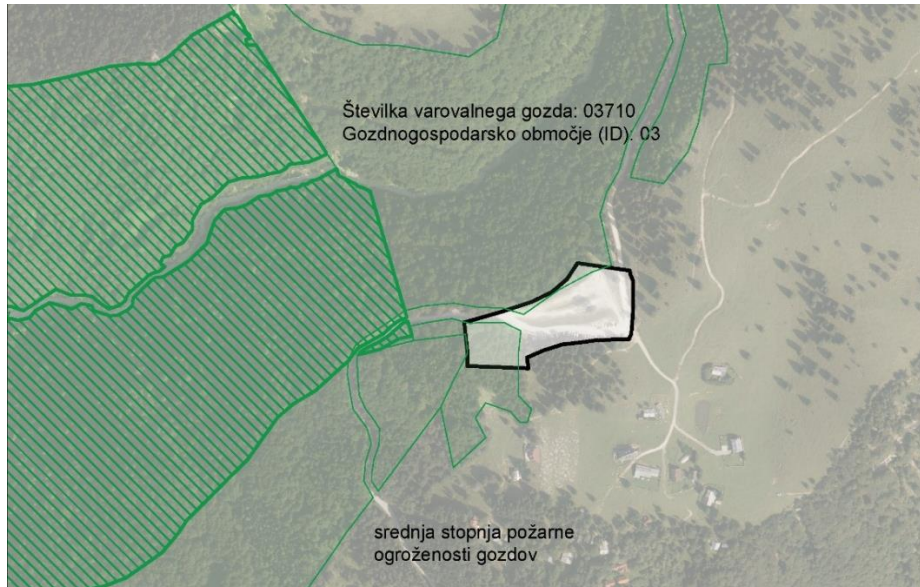 Številka varovalnega gozda: 03710
Gozdnogospodarsko območje (ID): 03
srednja stopnja požarne
ogroženosti gozdov